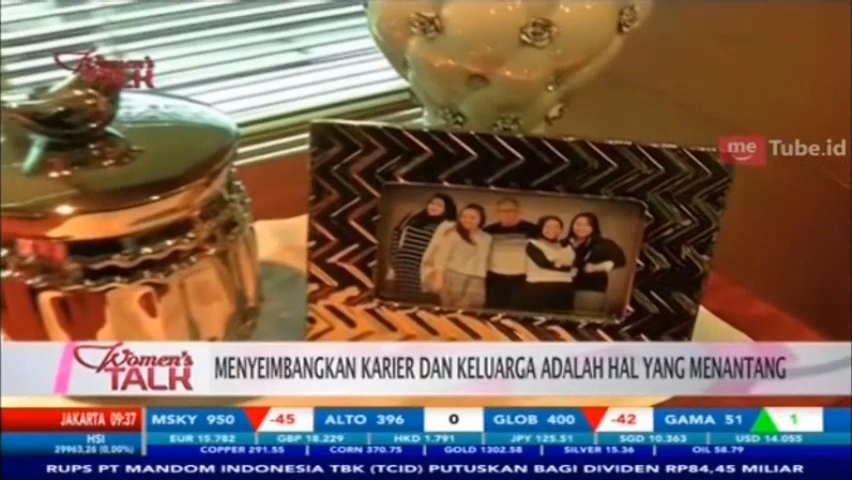 Women's
TALK
me Tube.id
Women's
TALK
MENYEIMBANGKAN KARIER DAN KELUARGA ADALAH HAL YANG MENANTANG
JAKARTA 09:37 MSKY 950 -45 ALTO 396 0 GLOB 400 -42 GAMA 51 1
HSI EUR 15.782 GBP 18.229 HKD 1.791 JPY 125.51 SGD 10.363 USD 14.055
29963,26 (0,00%) COPPER 291.55 CORN 370.75 GOLD 1302.58 SILVER 15.36 OIL 58.79
RUPS PT MANDOM INDONESIA TBK (TCID) PUTUSKAN BAGI DIVIDEN RP84,45 MILIAR